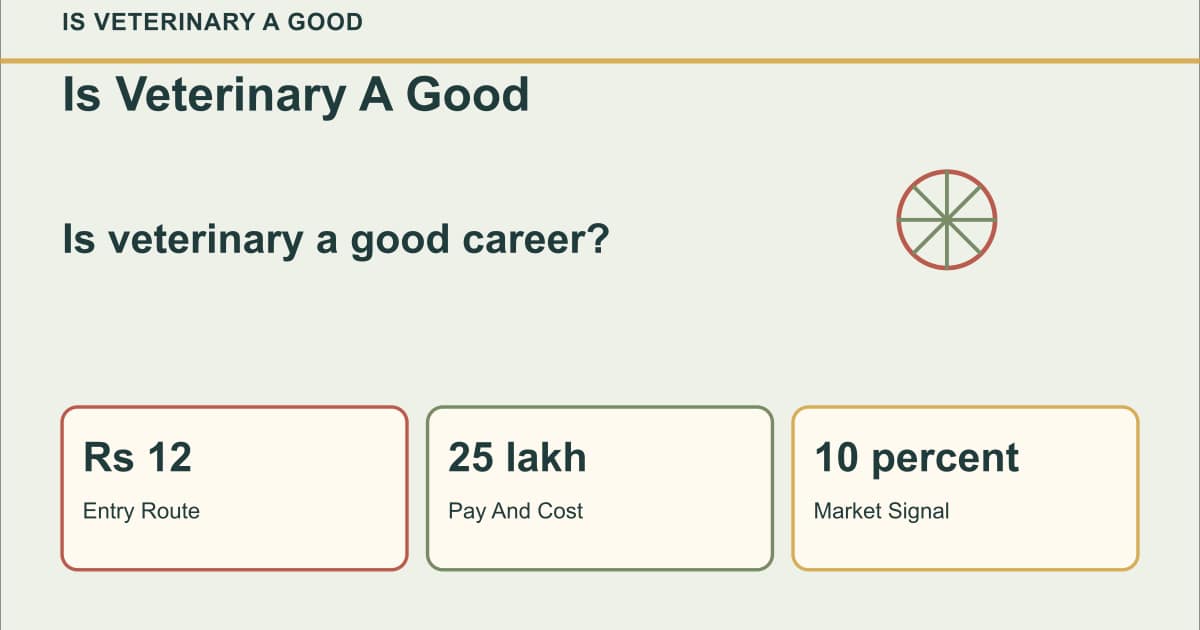 IS VETERINARY A GOOD
Is Veterinary A Good
Is veterinary a good career?
Rs 12
Entry Route
25 lakh
Pay And Cost
10 percent
Market Signal